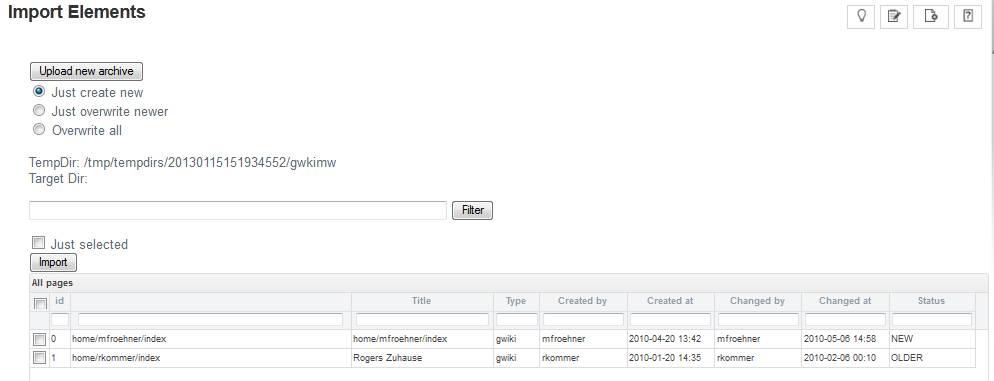 Import Elements
Upload new archive
Just create new
Just overwrite newer
Overwrite all
TempDir: /tmp/tempdirs/20130115151934552/gwkimw
Target Dir:
Filter
Just selected
Import
All pages
id Title Type Created by Created at Changed by Changed at Status
0 home/mfroehner/index home/mfroehner/index gwiki mfroehner 2010-04-20 13:42 mfroehner 2010-05-06 14:58 NEW
1 home/rkommer/index Rogers Zuhause gwiki rkommer 2010-01-20 14:35 rkommer 2010-02-06 00:10 OLDER